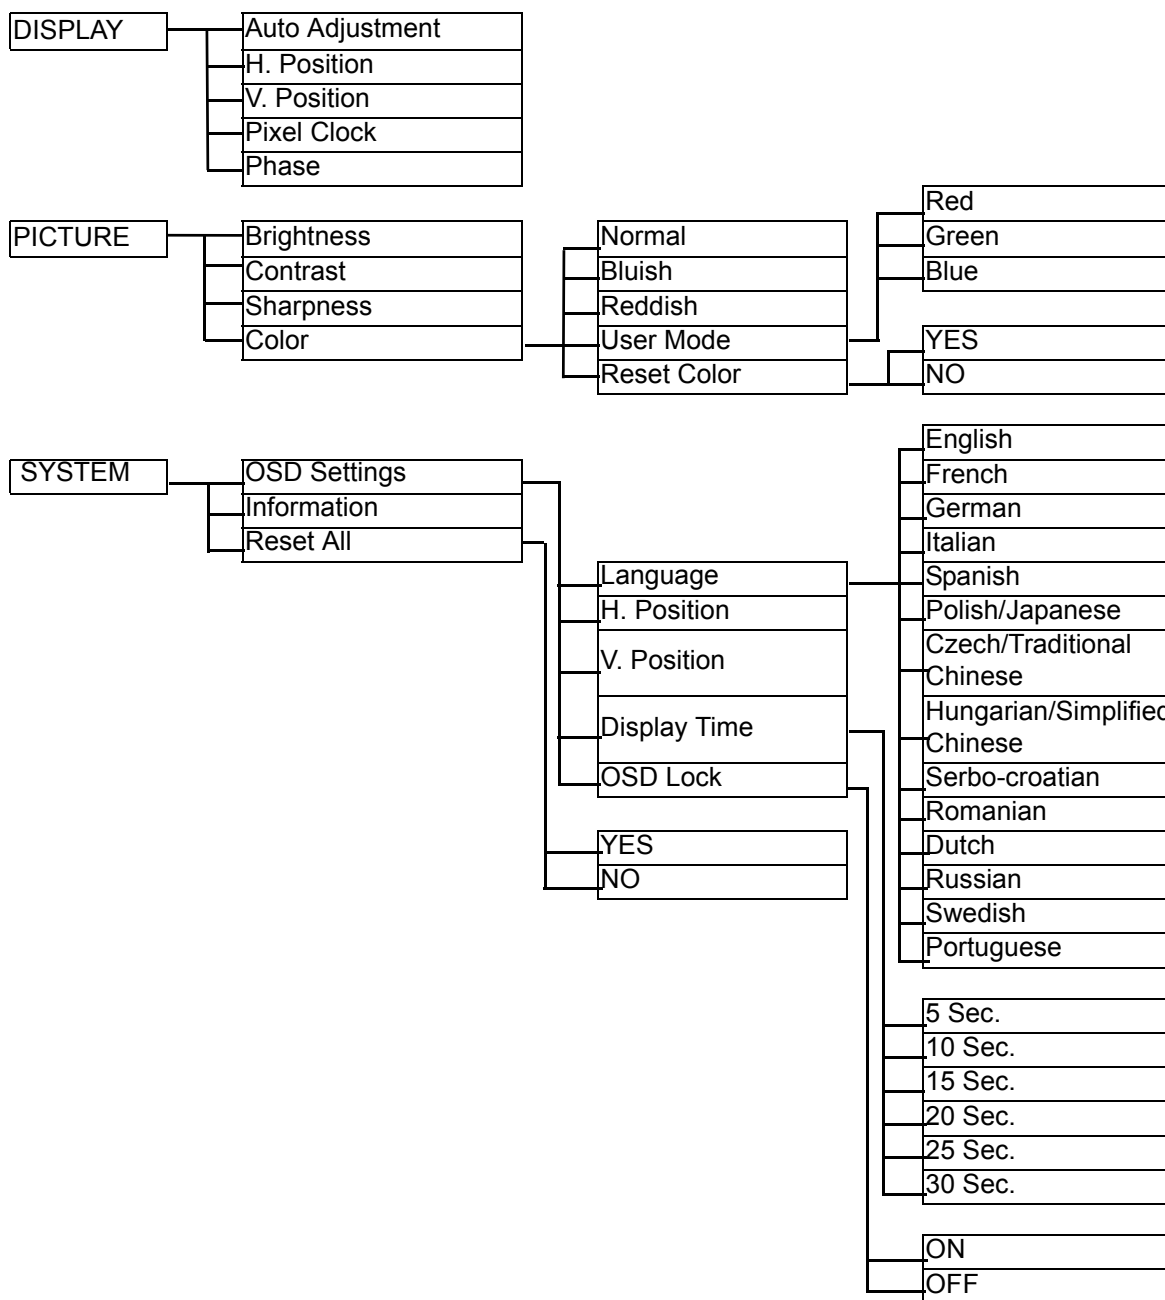 DISPLAY
Auto Adjustment
H. Position
V. Position
Pixel Clock
Phase
PICTURE
Brightness
Contrast
Sharpness
Color
Normal
Bluish
Reddish
User Mode
Reset Color
Red
Green
Blue
YES
NO
SYSTEM
OSD Settings
Information
Reset All
Language
H. Position
V. Position
Display Time
OSD Lock
YES
NO
English
French
German
Italian
Spanish
Polish/Japanese
Czech/Traditional
Chinese
Hungarian/Simplified
Chinese
Serbo-croatian
Romanian
Dutch
Russian
Swedish
Portuguese
5 Sec.
10 Sec.
15 Sec.
20 Sec.
25 Sec.
30 Sec.
ON
OFF